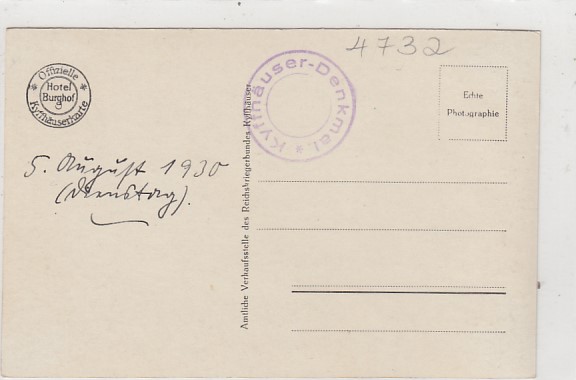 4732
Offizielle
Hotel
Burghof
Kyffhäuserkarte
Kyffhäuser-Denkmal.
Echte
Photographie
5. August 1930
(Dienstag).
Amtliche Verkaufsstelle des Reichskriegerbundes Kyffhäuser